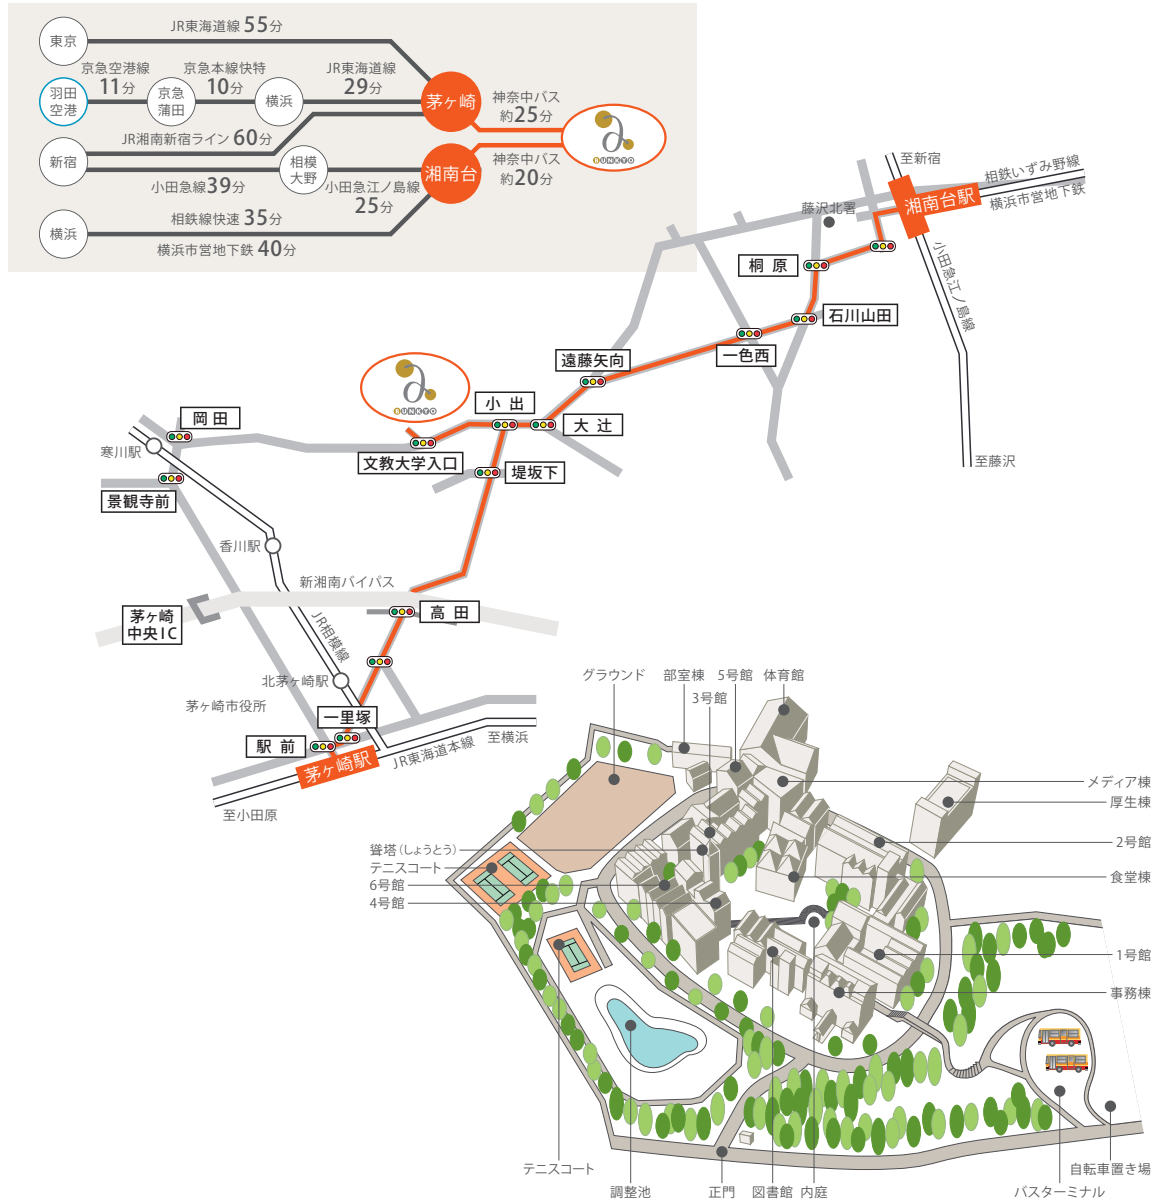 東京
JR東海道線 55分
羽田
空港
京急空港線
11分
京急
蒲田
京急本線快特
10分
横浜
JR東海道線
29分
茅ヶ崎
神奈中バス
約25分
BUNKYO
新宿
JR湘南新宿ライン 60分
小田急線39分
相模
大野
小田急江ノ島線
25分
湘南台
神奈中バス
約20分
横浜
相鉄線快速 35分
横浜市営地下鉄 40分
至新宿
相鉄いずみ野線
横浜市営地下鉄
湘南台駅
藤沢北署
桐原
小田急江ノ島線
石川山田
一色西
遠藤矢向
BUNKYO
小出
大辻
岡田
寒川駅
文教大学入口
堤坂下
至藤沢
景観寺前
香川駅
新湘南バイパス
茅ヶ崎
中央IC
高田
JR相模線
北茅ヶ崎駅
茅ヶ崎市役所
一里塚
駅前
茅ヶ崎駅
JR東海道本線
至横浜
至小田原
グラウンド
部室棟
5号館
体育館
3号館
メディア棟
厚生棟
2号館
聳塔(しょうとう)
テニスコート
6号館
4号館
食堂棟
1号館
事務棟
テニスコート
調整池
正門
図書館
内庭
バスターミナル
自転車置き場